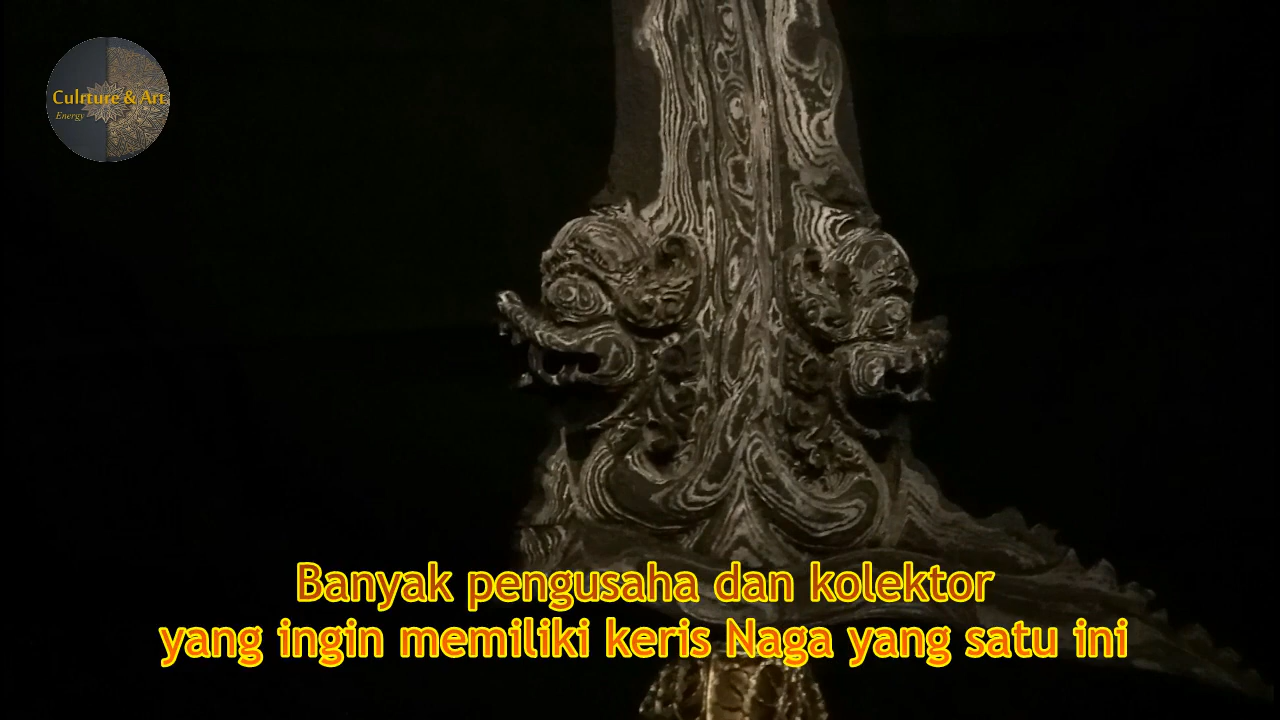 Culrture & Art
Energy
Banyak pengusaha dan kolektor
yang ingin memiliki keris Naga yang satu ini